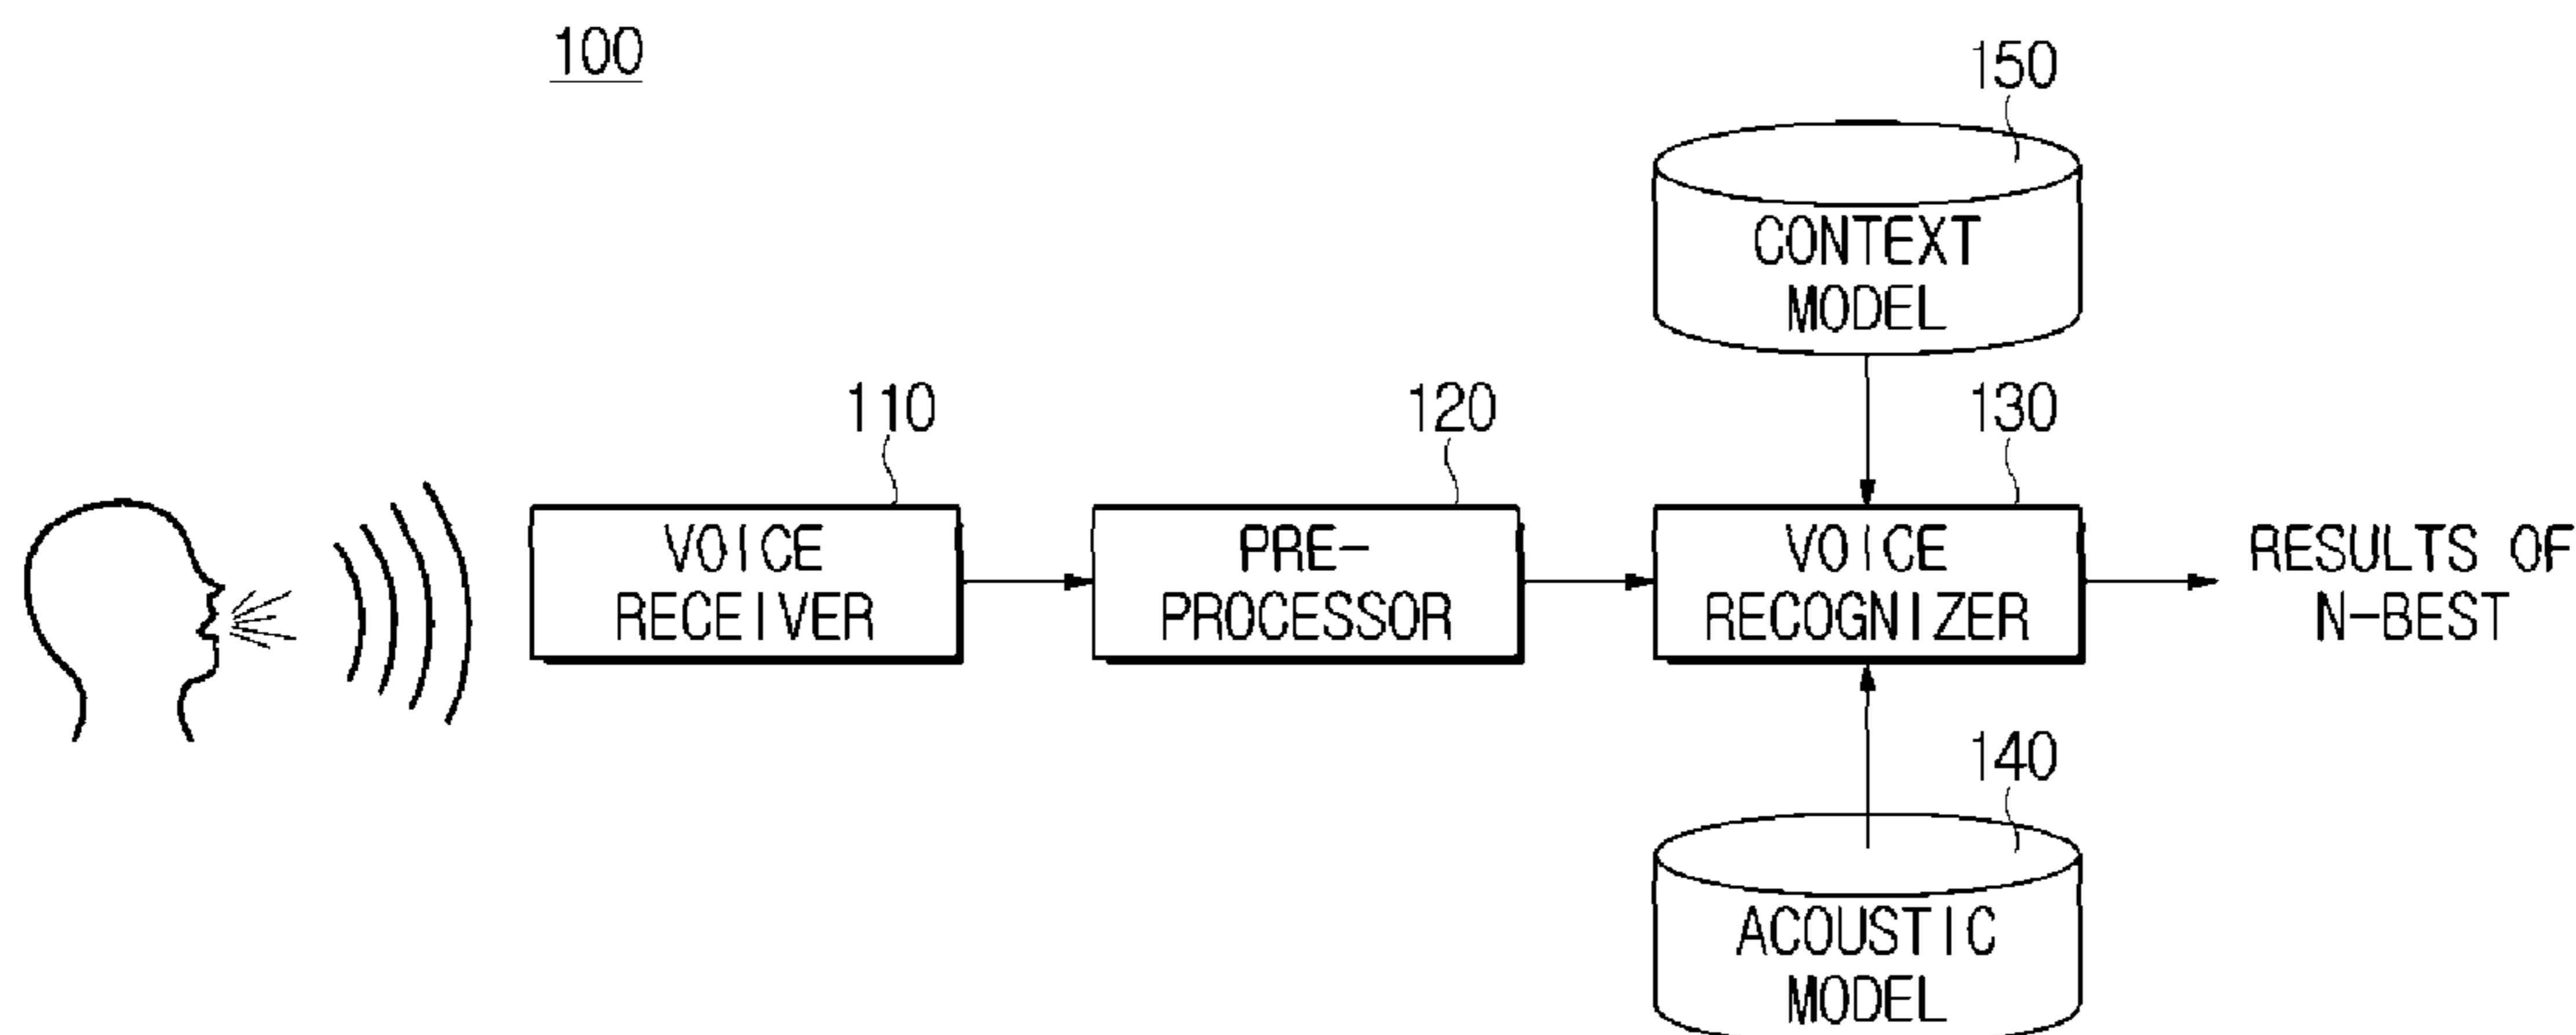 100
150
CONTEXT
MODEL
110
120
130
VOICE
RECEIVER
PRE-
PROCESSOR
VOICE
RECOGNIZER
RESULTS OF
N-BEST
140
ACOUSTIC
MODEL